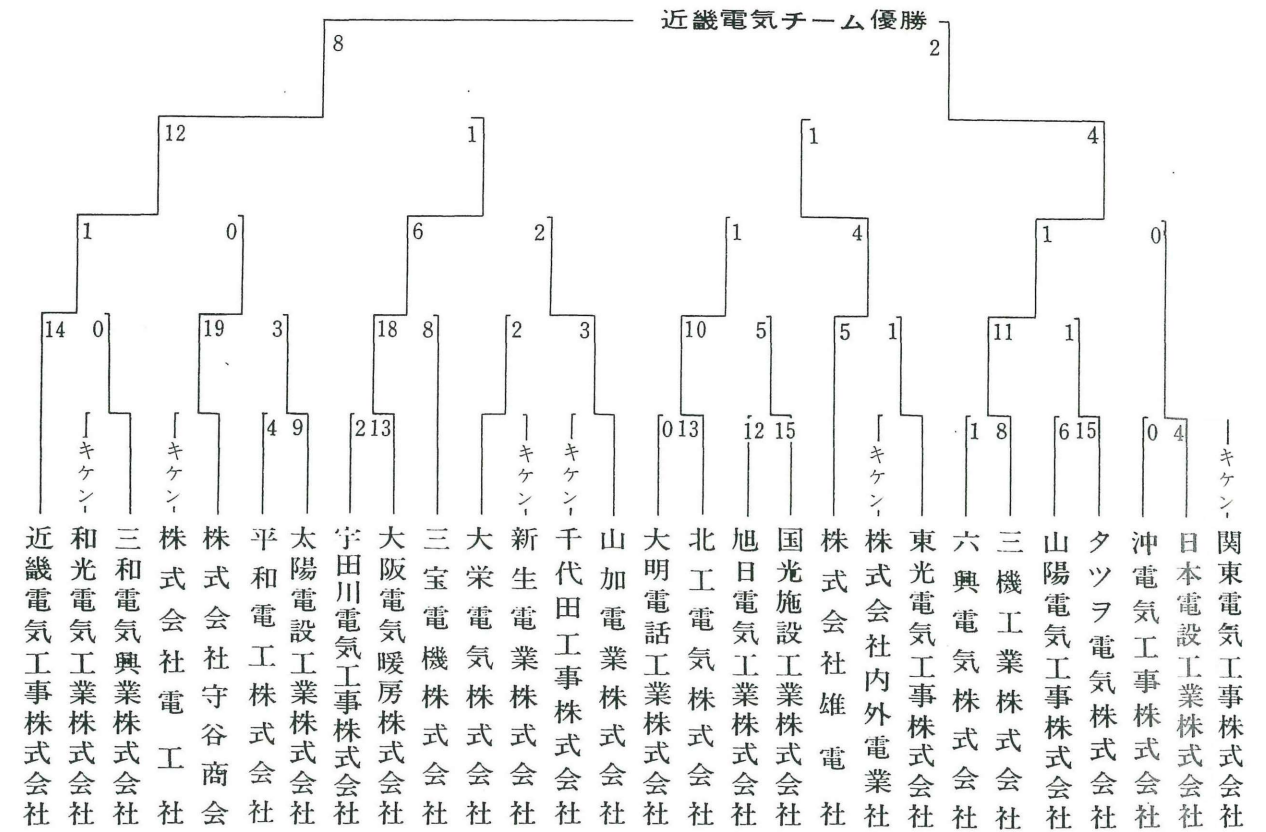 近畿電気チーム優勝
8 2
12 1 1 4
1 0 6 2 1 4 1 0
14 0 19 3 18 8 2 3 10 5 5 1 11 1
4 9 2 13 0 13 12 15 1 8 6 15 0 4
キケン
キケン
キケン
キケン
キケン
キケン
近畿電気工事株式会社
和光電気工業株式会社
三和電気興業株式会社
株式会社電工社
株式会社守谷商会
平和電工株式会社
太陽電設工業株式会社
宇田川電気工事株式会社
大阪電気暖房株式会社
三宝電機株式会社
大栄電気株式会社
新生電業株式会社
千代田工事株式会社
山加電業株式会社
大明電話工業株式会社
北工電気株式会社
旭日電気工業株式会社
国光施設工業株式会社
株式会社雄電社
株式会社内外電業社
東光電気工事株式会社
六興電気株式会社
三機工業株式会社
山陽電気工事株式会社
タツヲ電気株式会社
沖電気工事株式会社
日本電設工業株式会社
関東電気工事株式会社